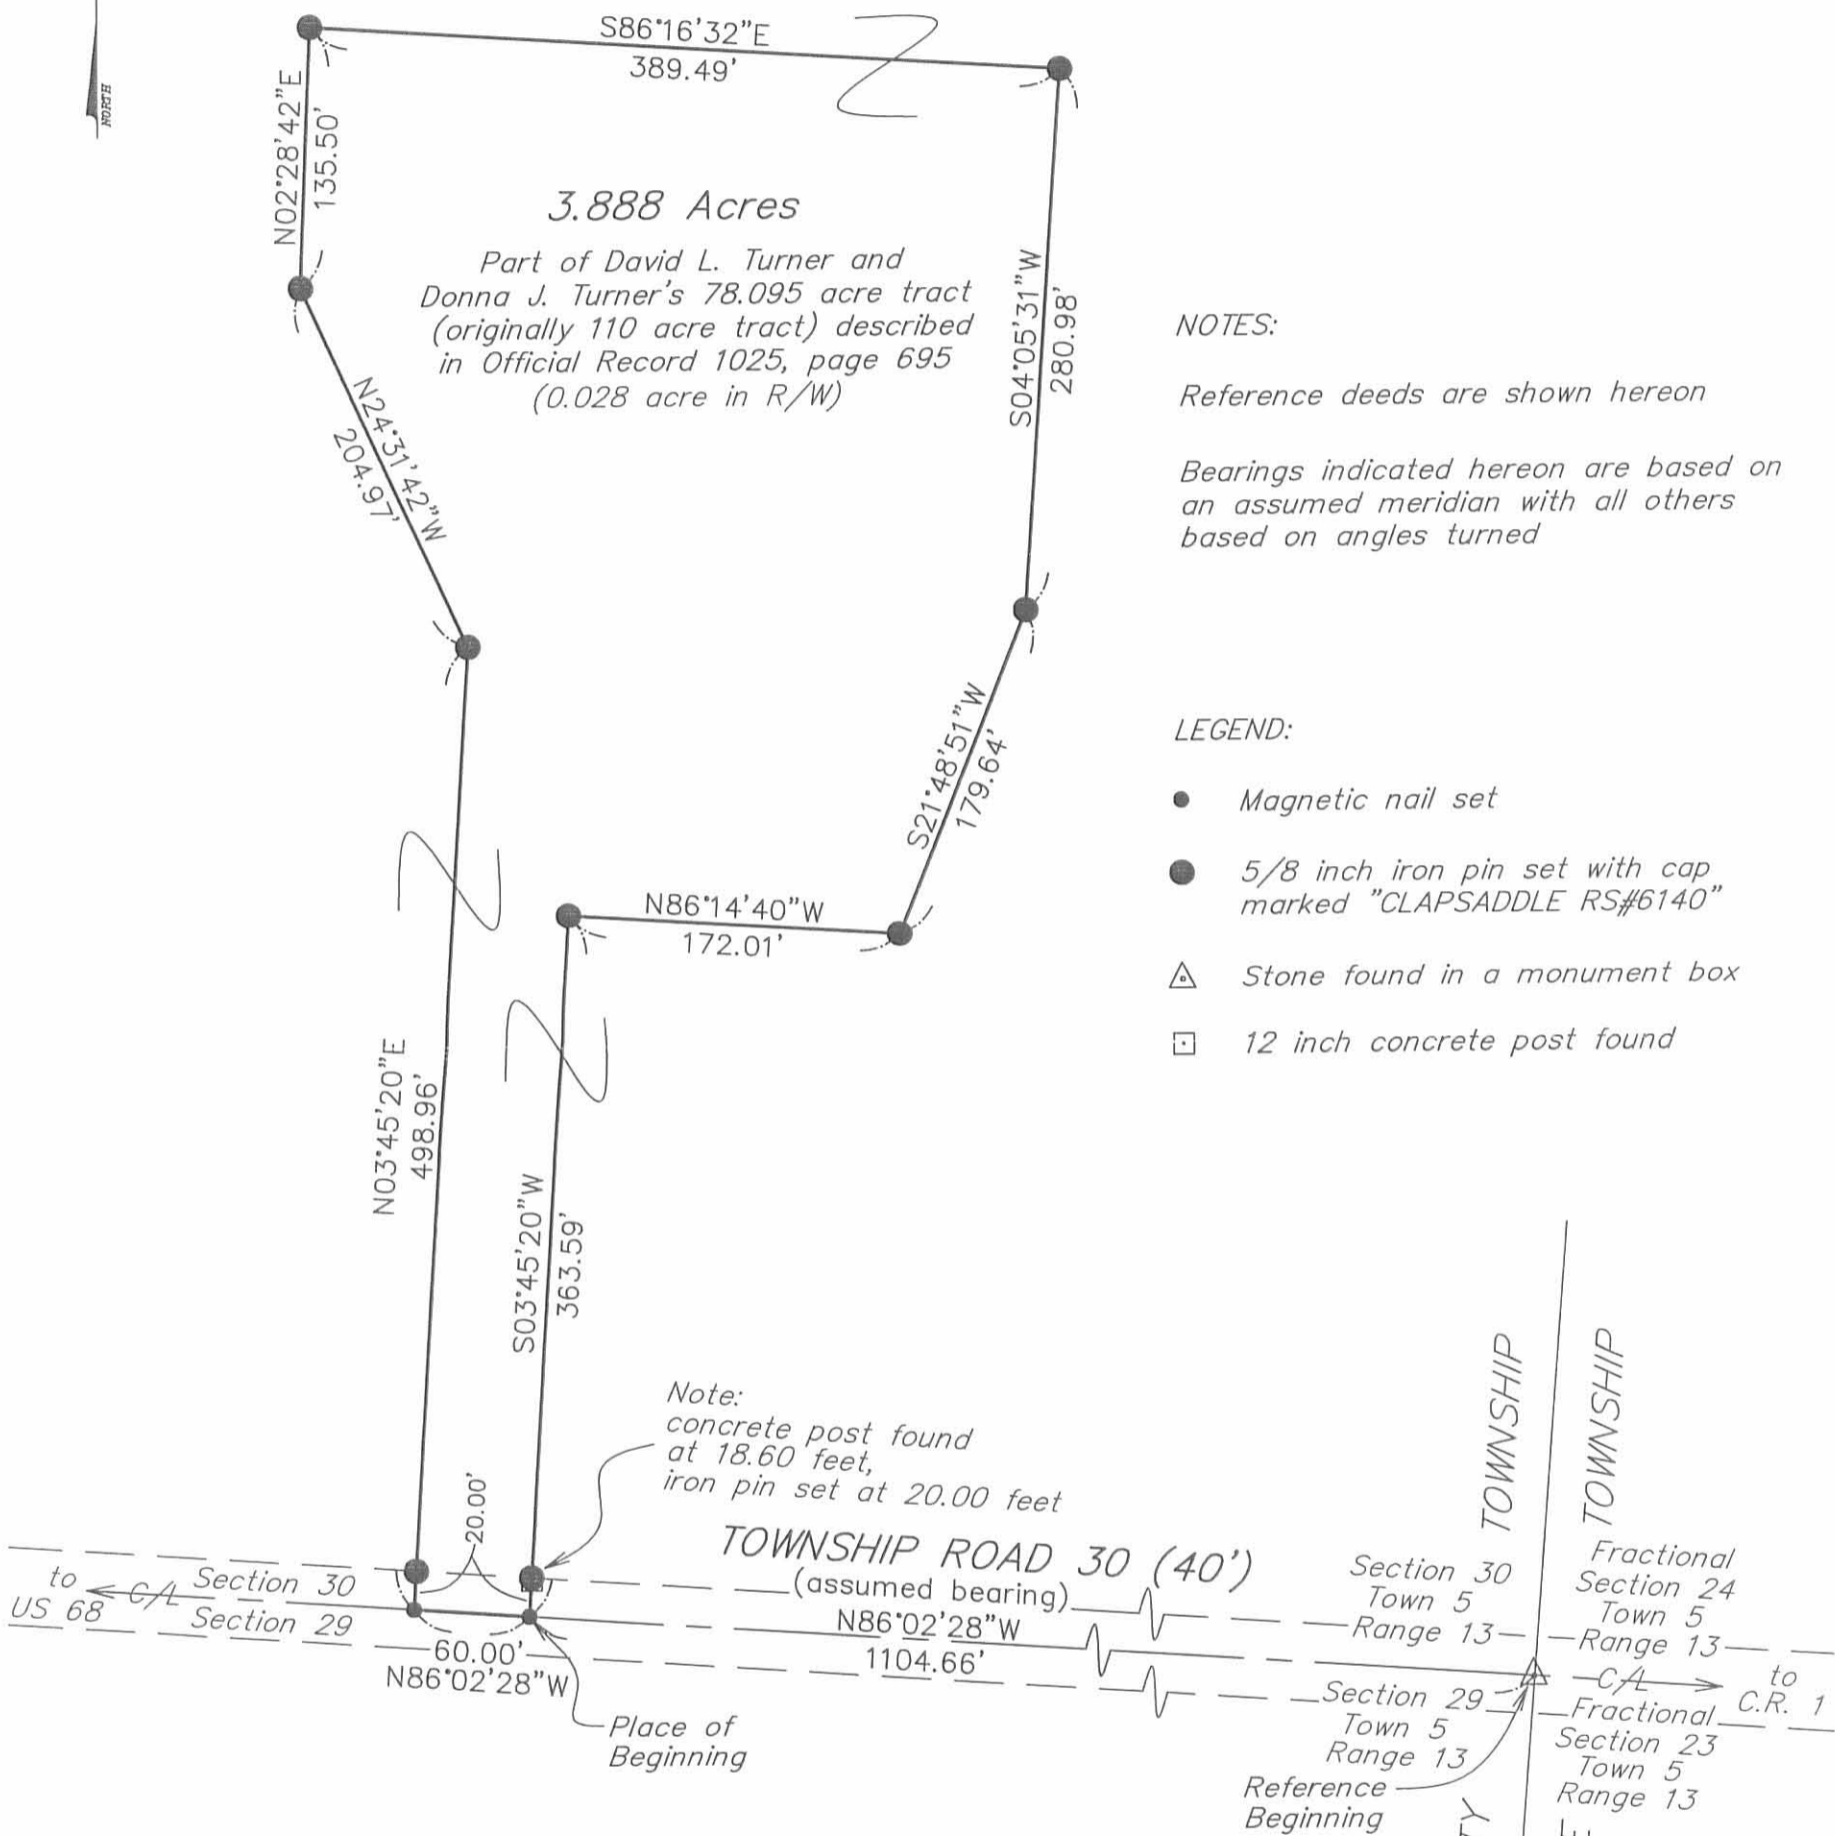 NORTH
S86°16'32"E
389.49'
N02°28'42"E
135.50'
3.888 Acres
Part of David L. Turner and
Donna J. Turner's 78.095 acre tract
(originally 110 acre tract) described
in Official Record 1025, page 695
(0.028 acre in R/W)
S04°05'31"W
280.98'
N24°31'42"W
204.97'
NOTES:
Reference deeds are shown hereon
Bearings indicated hereon are based on
an assumed meridian with all others
based on angles turned
S21°48'51"W
179.64'
LEGEND:
Magnetic nail set
5/8 inch iron pin set with cap
marked "CLAPSADDLE RS#6140"
Stone found in a monument box
12 inch concrete post found
N86°14'40"W
172.01'
N03°45'20"E
498.96'
S03°45'20"W
363.59'
Note:
concrete post found
at 18.60 feet,
iron pin set at 20.00 feet
20.00'
TOWNSHIP ROAD 30 (40')
(assumed bearing)
N86°02'28"W
1104.66'
to
US 68
C/L
Section 30
Section 29
60.00'
N86°02'28"W
Place of
Beginning
TOWNSHIP
TOWNSHIP
Section 30
Town 5
Range 13
Fractional
Section 24
Town 5
Range 13
C/L
to
C.R. 1
Section 29
Town 5
Range 13
Fractional
Section 23
Town 5
Range 13
Reference
Beginning